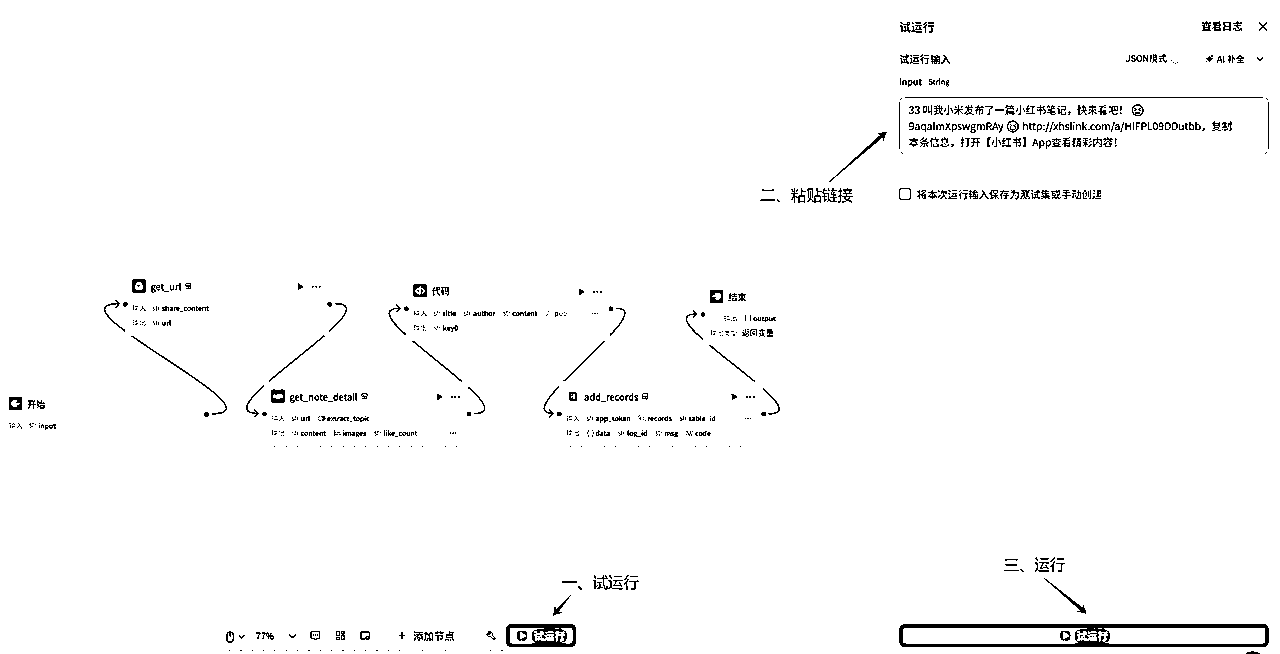 试运行
查看日志
试运行输入
JSON模式
AI 补全
input String
33 叫我小米发布了一篇小红书笔记，快来看吧！
9aqalmXpswgmRAy http://xhslink.com/a/HlFPL09DDutbb，复制
本条信息，打开【小红书】App查看精彩内容！
二、粘贴链接
将本次运行输入保存为测试集或手动创建
get_url
输入 share_content
输出 url
代码
输入 title author content
输出 key0
结束
输出 output
返回变量
开始
输入 input
get_note_detail
输入 url extract_topic
输出 content images like_count
add_records
输入 app_token records table_id
输出 data log_id msg code
一、试运行
三、运行
77%
添加节点
试运行
试运行